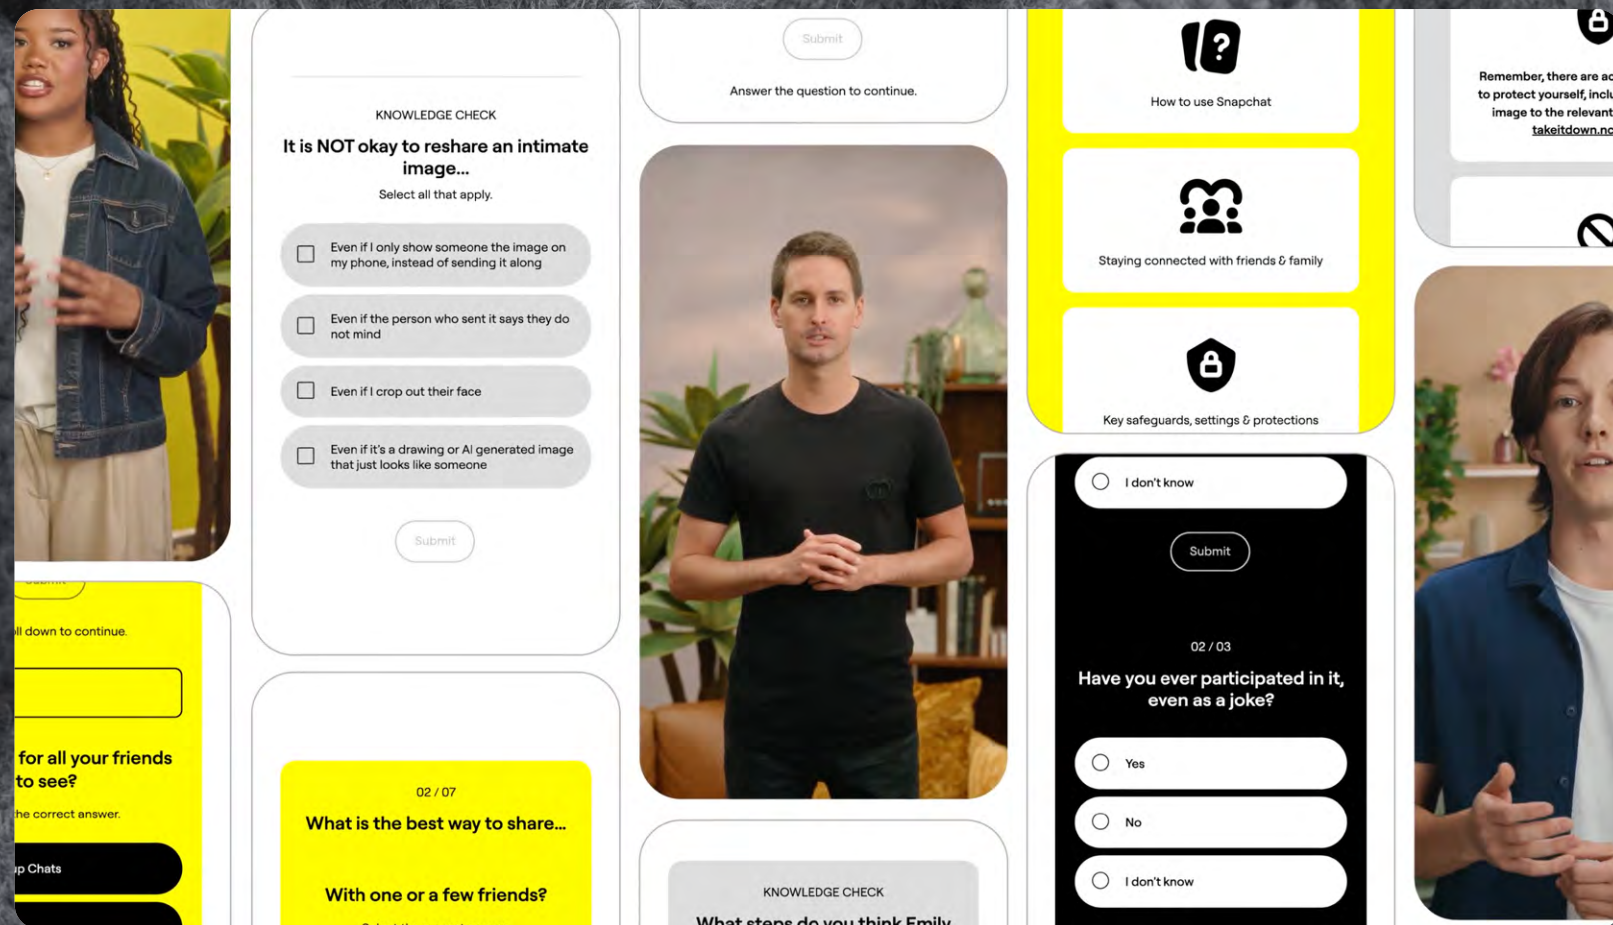 KNOWLEDGE CHECK
It is NOT okay to reshare an intimate
image...
Select all that apply.
Even if I only show someone the image on
my phone, instead of sending it along
Even if the person who sent it says they do
not mind
Even if I crop out their face
Even if it's a drawing or AI generated image
that just looks like someone
Submit
ll down to continue.
for all your friends
to see?
he correct answer.
up Chats
02 / 07
What is the best way to share...
With one or a few friends?
Submit
Answer the question to continue.
KNOWLEDGE CHECK
What steps do you think Emily
How to use Snapchat
Staying connected with friends & family
Key safeguards, settings & protections
I don't know
Submit
02 / 03
Have you ever participated in it,
even as a joke?
Yes
No
I don't know
Remember, there are ac
to protect yourself, inclu
image to the relevant
takeitdown.nc